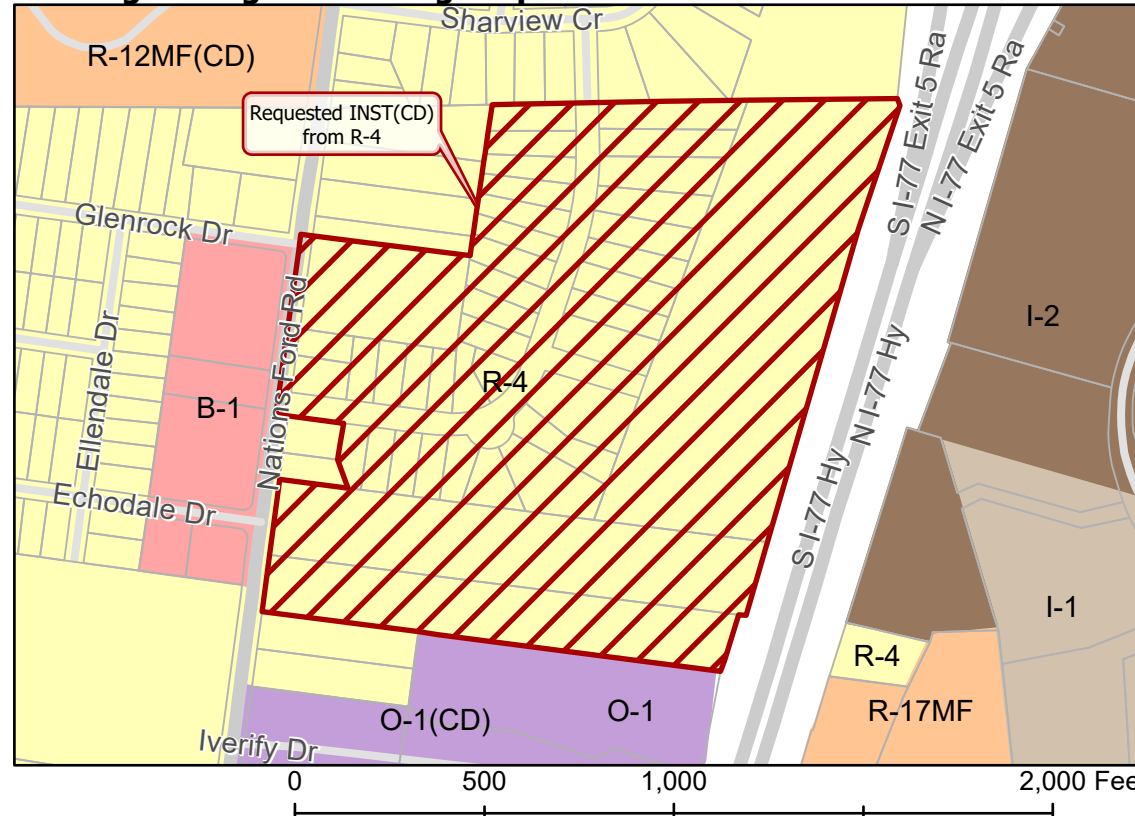 Sharview Cr
R-12MF(CD)
Requested INST(CD)
from R-4
S I-77 Exit 5 Ra
N I-77 Exit 5 Ra
Glenrock Dr
Nations Ford Rd
Ellendale Dr
B-1
R-4
I-2
N I-77 Hy
S I-77 Hy
Echodale Dr
I-1
R-4
R-17MF
O-1(CD)
O-1
Iverify Dr
0 500 1,000 2,000 Fee